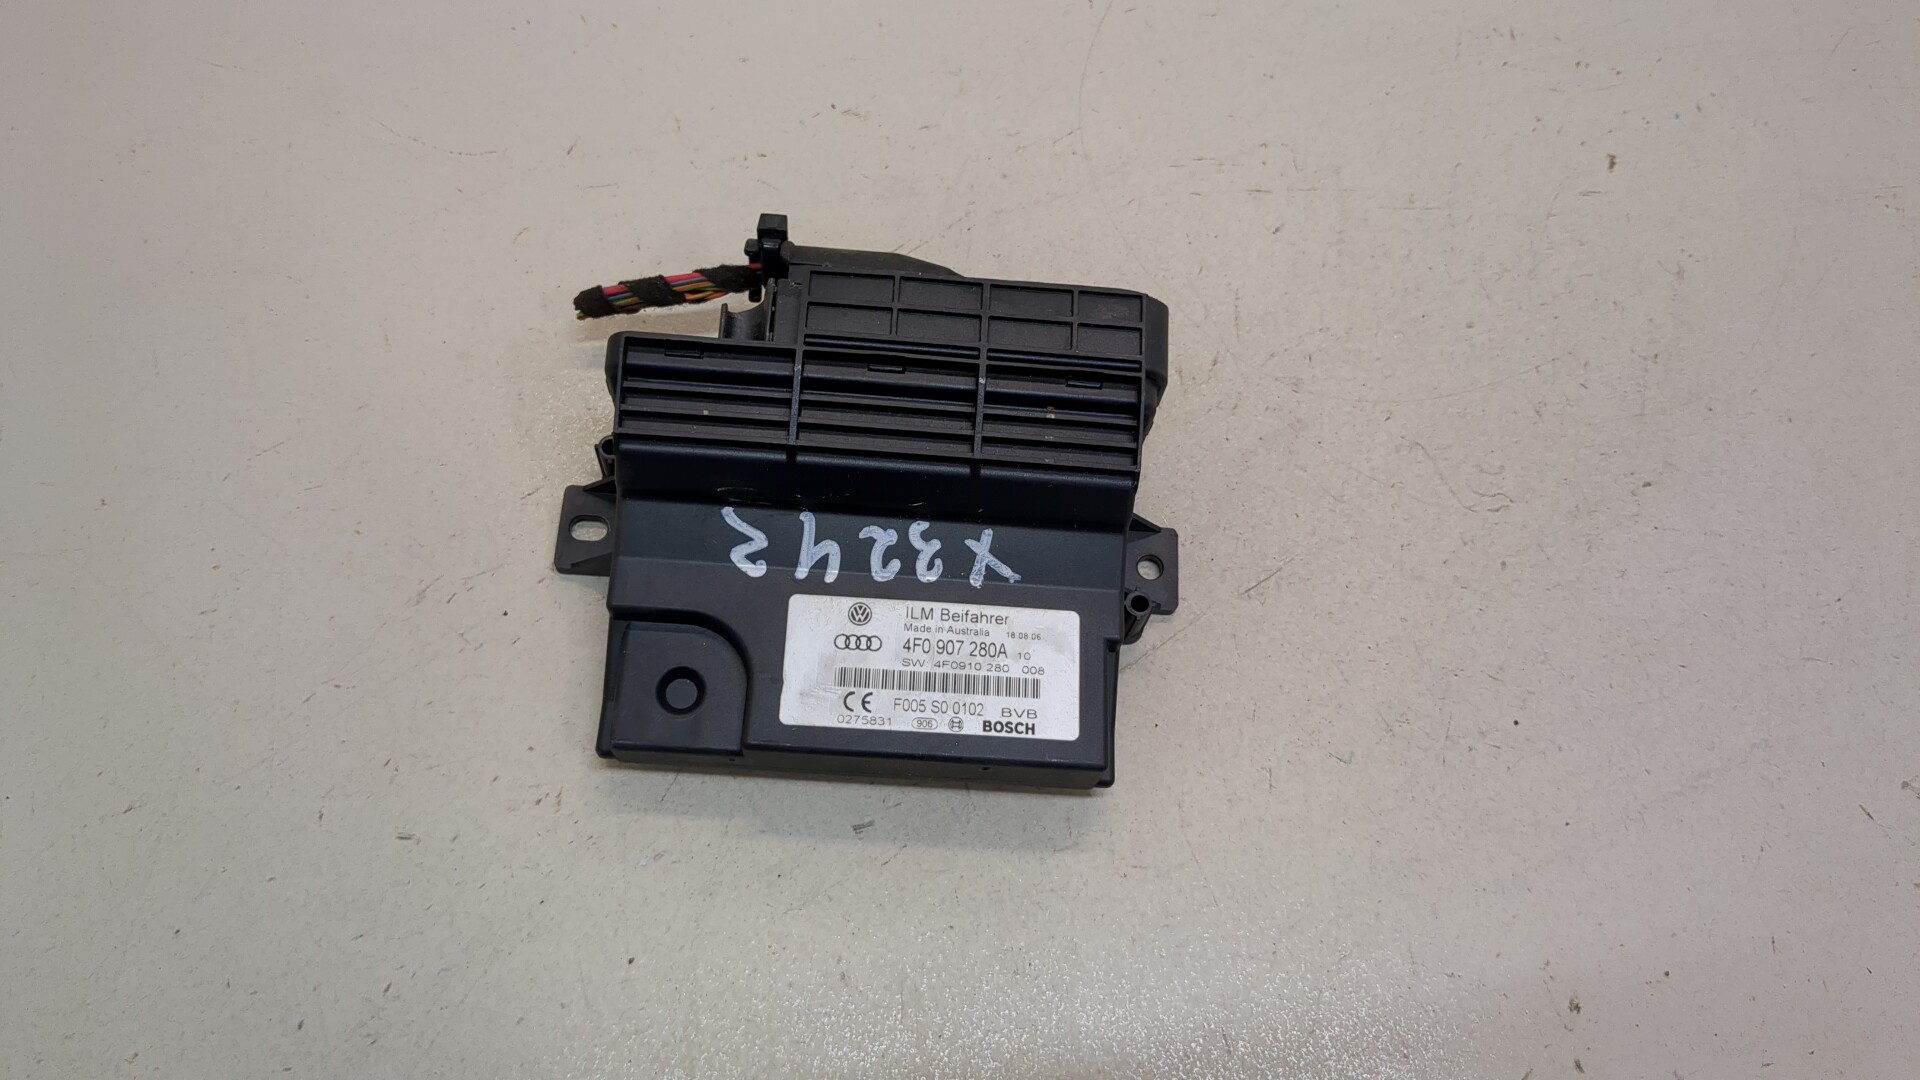 X3242
ILM Beifahrer
Made in Australia 18.08.06
4F0 907 280A 10
SW: 4F0910 280 008
CE F005 S0 0102 BVB
0275831 906 BOSCH